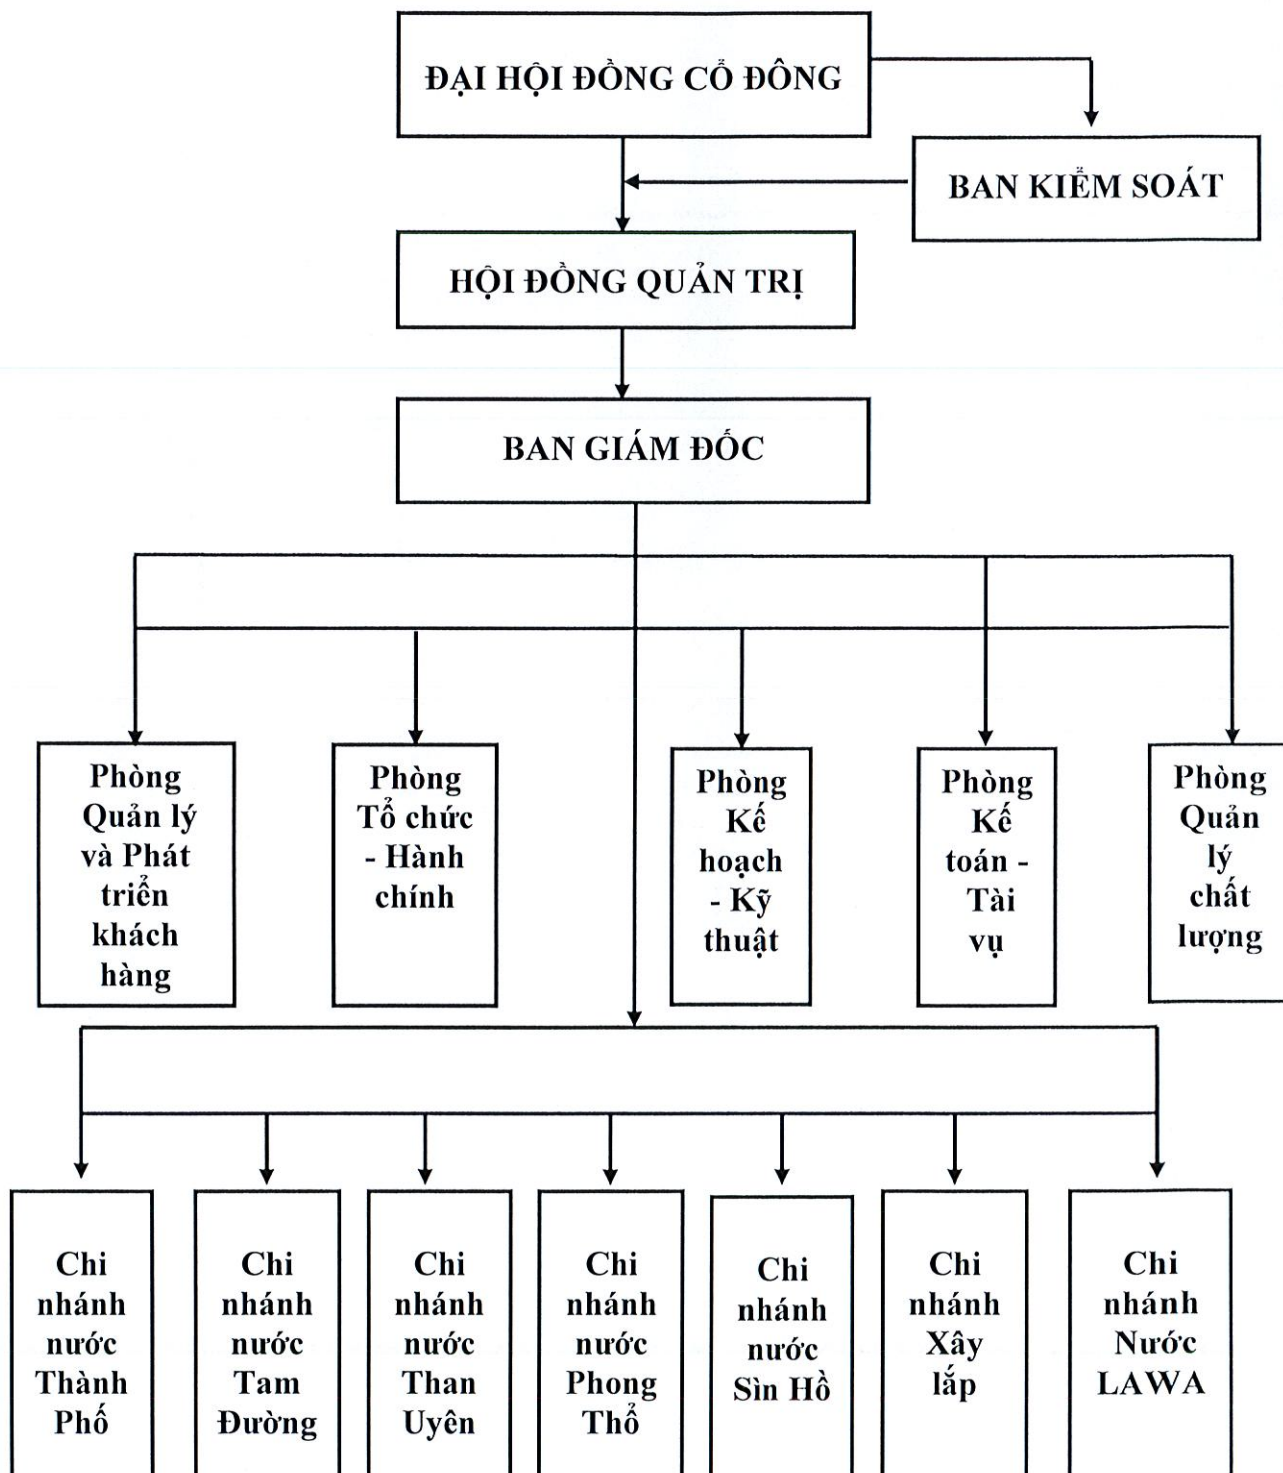 ĐẠI HỘI ĐỒNG CỔ ĐÔNG
BAN KIỂM SOÁT
HỘI ĐỒNG QUẢN TRỊ
BAN GIÁM ĐỐC
Phòng
Quản lý
và Phát
triển
khách
hàng
Phòng
Tổ chức
- Hành
chính
Phòng
Kế
hoạch
- Kỹ
thuật
Phòng
Kế
toán -
Tài
vụ
Phòng
Quản
lý
chất
lượng
Chi
nhánh
nước
Thành
Phố
Chi
nhánh
nước
Tam
Đường
Chi
nhánh
nước
Than
Uyên
Chi
nhánh
nước
Phong
Thổ
Chi
nhánh
nước
Sìn Hồ
Chi
nhánh
Xây
lắp
Chi
nhánh
Nước
LAWA